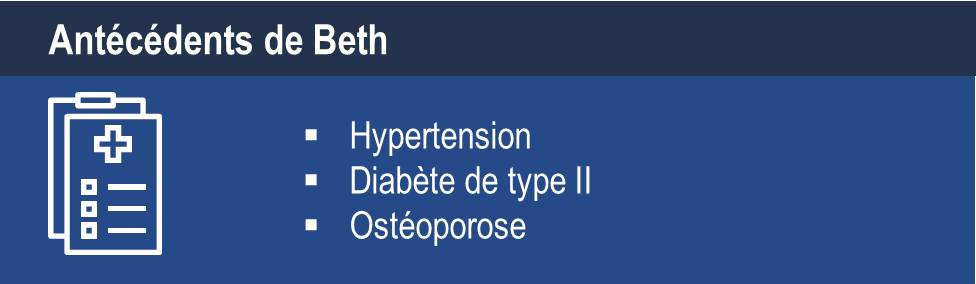 Antécédents de Beth
▪ Hypertension
▪ Diabète de type II
▪ Ostéoporose